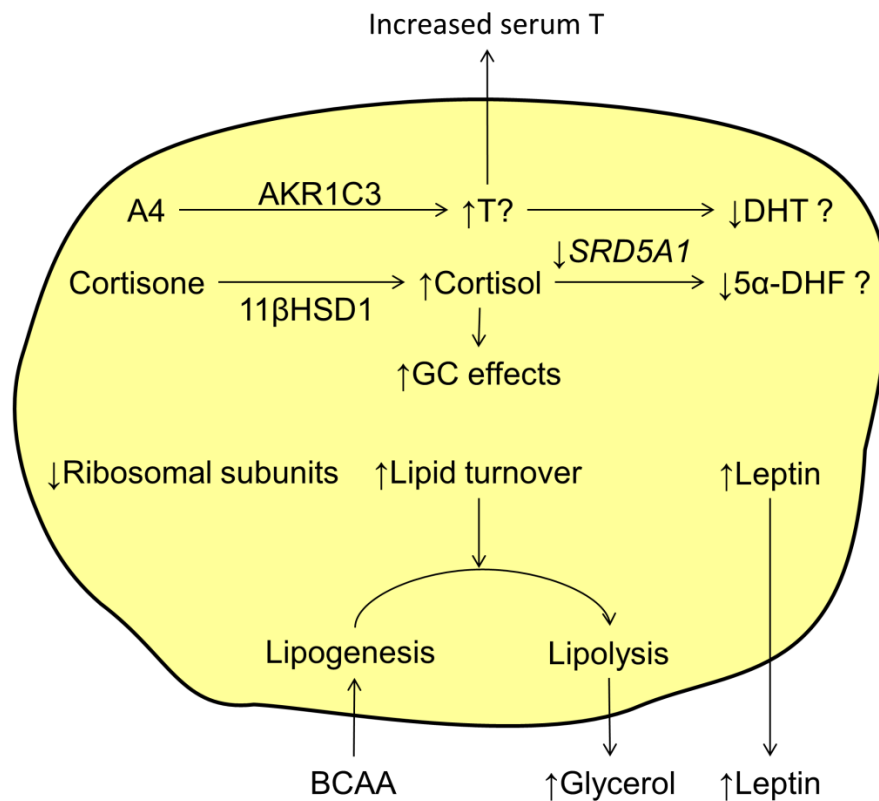 Increased serum T
A4
AKR1C3
↑T?
↓DHT ?
↓SRD5A1
Cortisone
11βHSD1
↑Cortisol
↓5α-DHF ?
↑GC effects
↓Ribosomal subunits
↑Lipid turnover
↑Leptin
Lipogenesis
Lipolysis
BCAA
↑Glycerol
↑Leptin